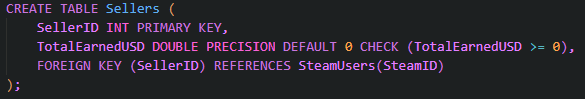 CREATE TABLE Sellers (
    SellerID INT PRIMARY KEY,
    TotalEarnedUSD DOUBLE PRECISION DEFAULT 0 CHECK (TotalEarnedUSD >= 0),
    FOREIGN KEY (SellerID) REFERENCES SteamUsers(SteamID)
);